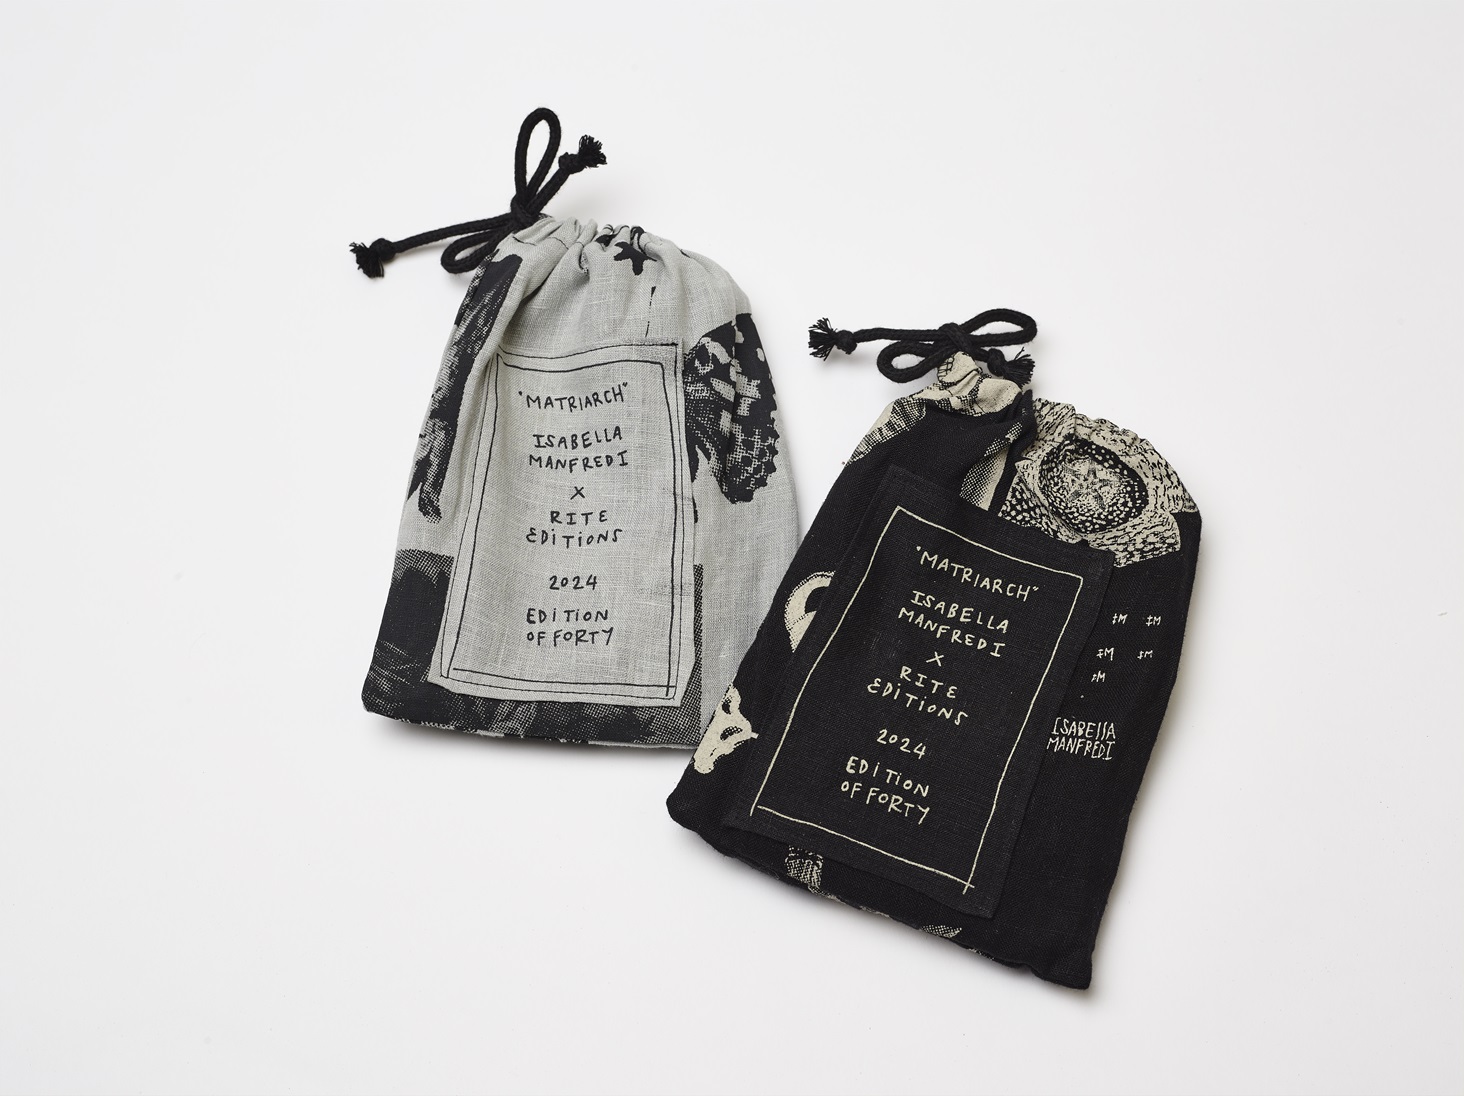 "MATRIARCH"
ISABELLA
MANFREDI
X
RITE
EDITIONS
2024
EDITION
OF FORTY
"MATRIARCH"
ISABELLA
MANFREDI
X
RITE
EDITIONS
2024
EDITION
OF FORTY
IM IM
IM IM
IM
ISABELLA
MANFREDI